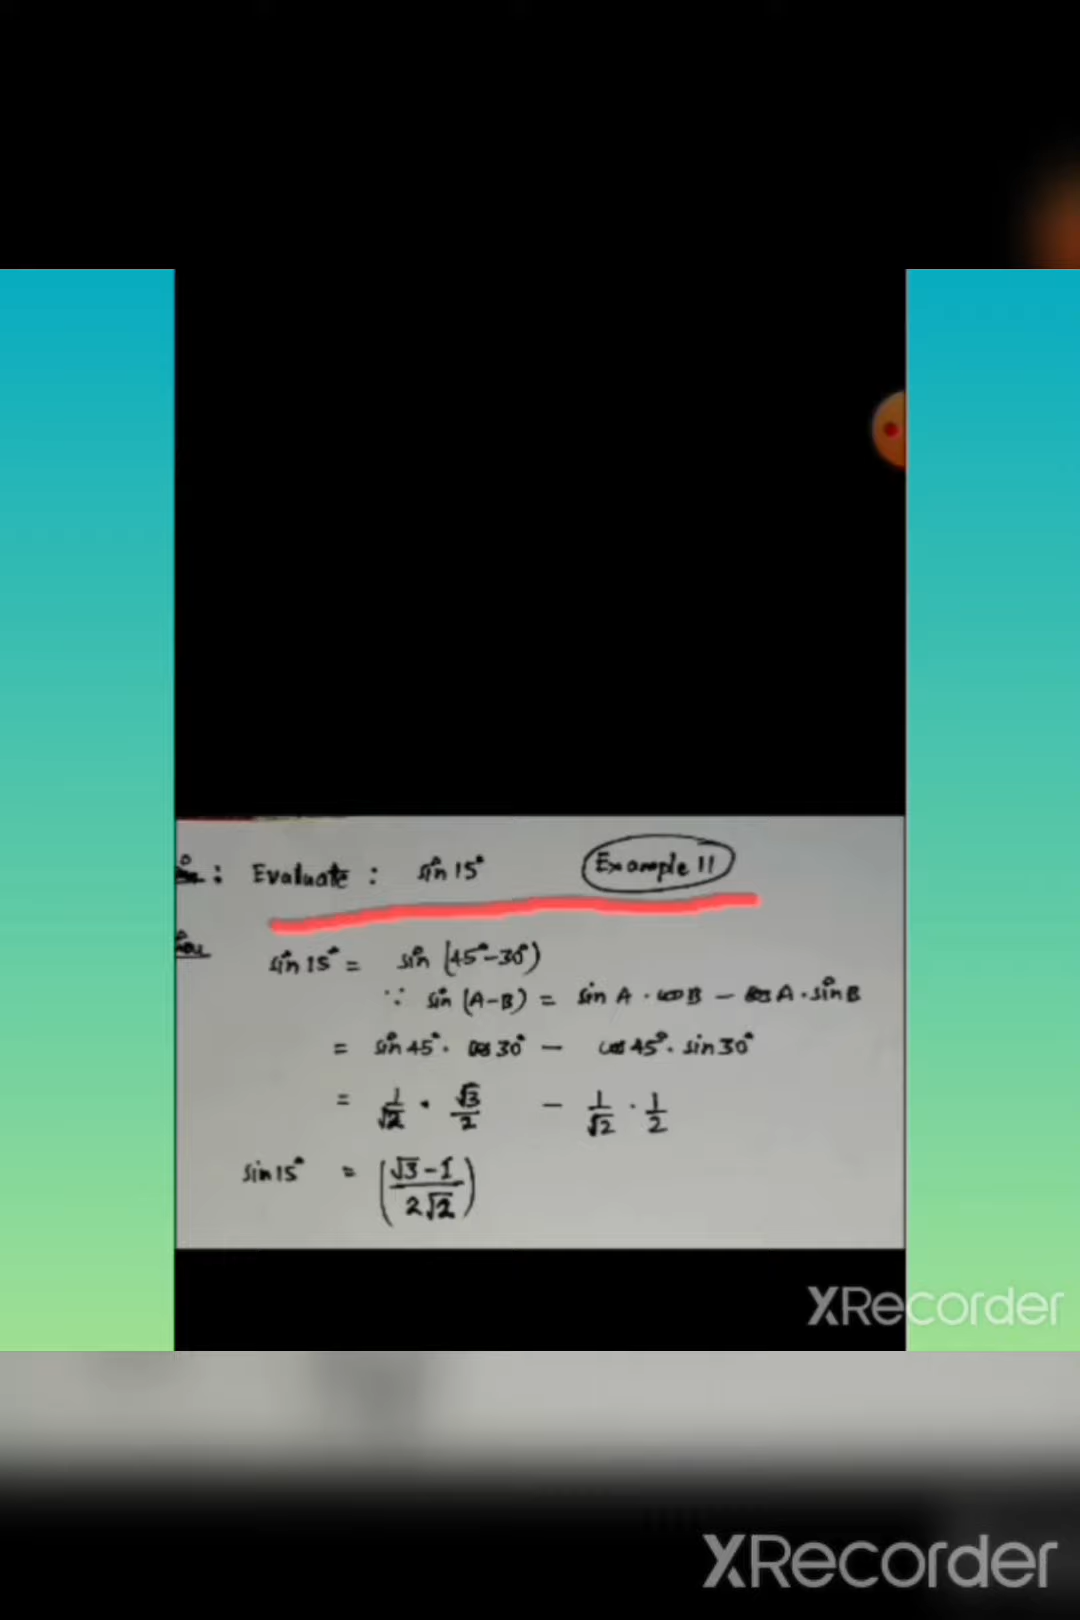 : Evaluate : sin 15° Example 11
sin 15° = sin (45°-30°)
∵ sin (A-B) = sin A . cos B - cos A . sin B
= sin 45° . cos 30° - cos 45° . sin 30°
= 1/√2 . √3/2 - 1/√2 . 1/2
sin 15° = (√3-1 / 2√2)
XRecorder
XRecorder